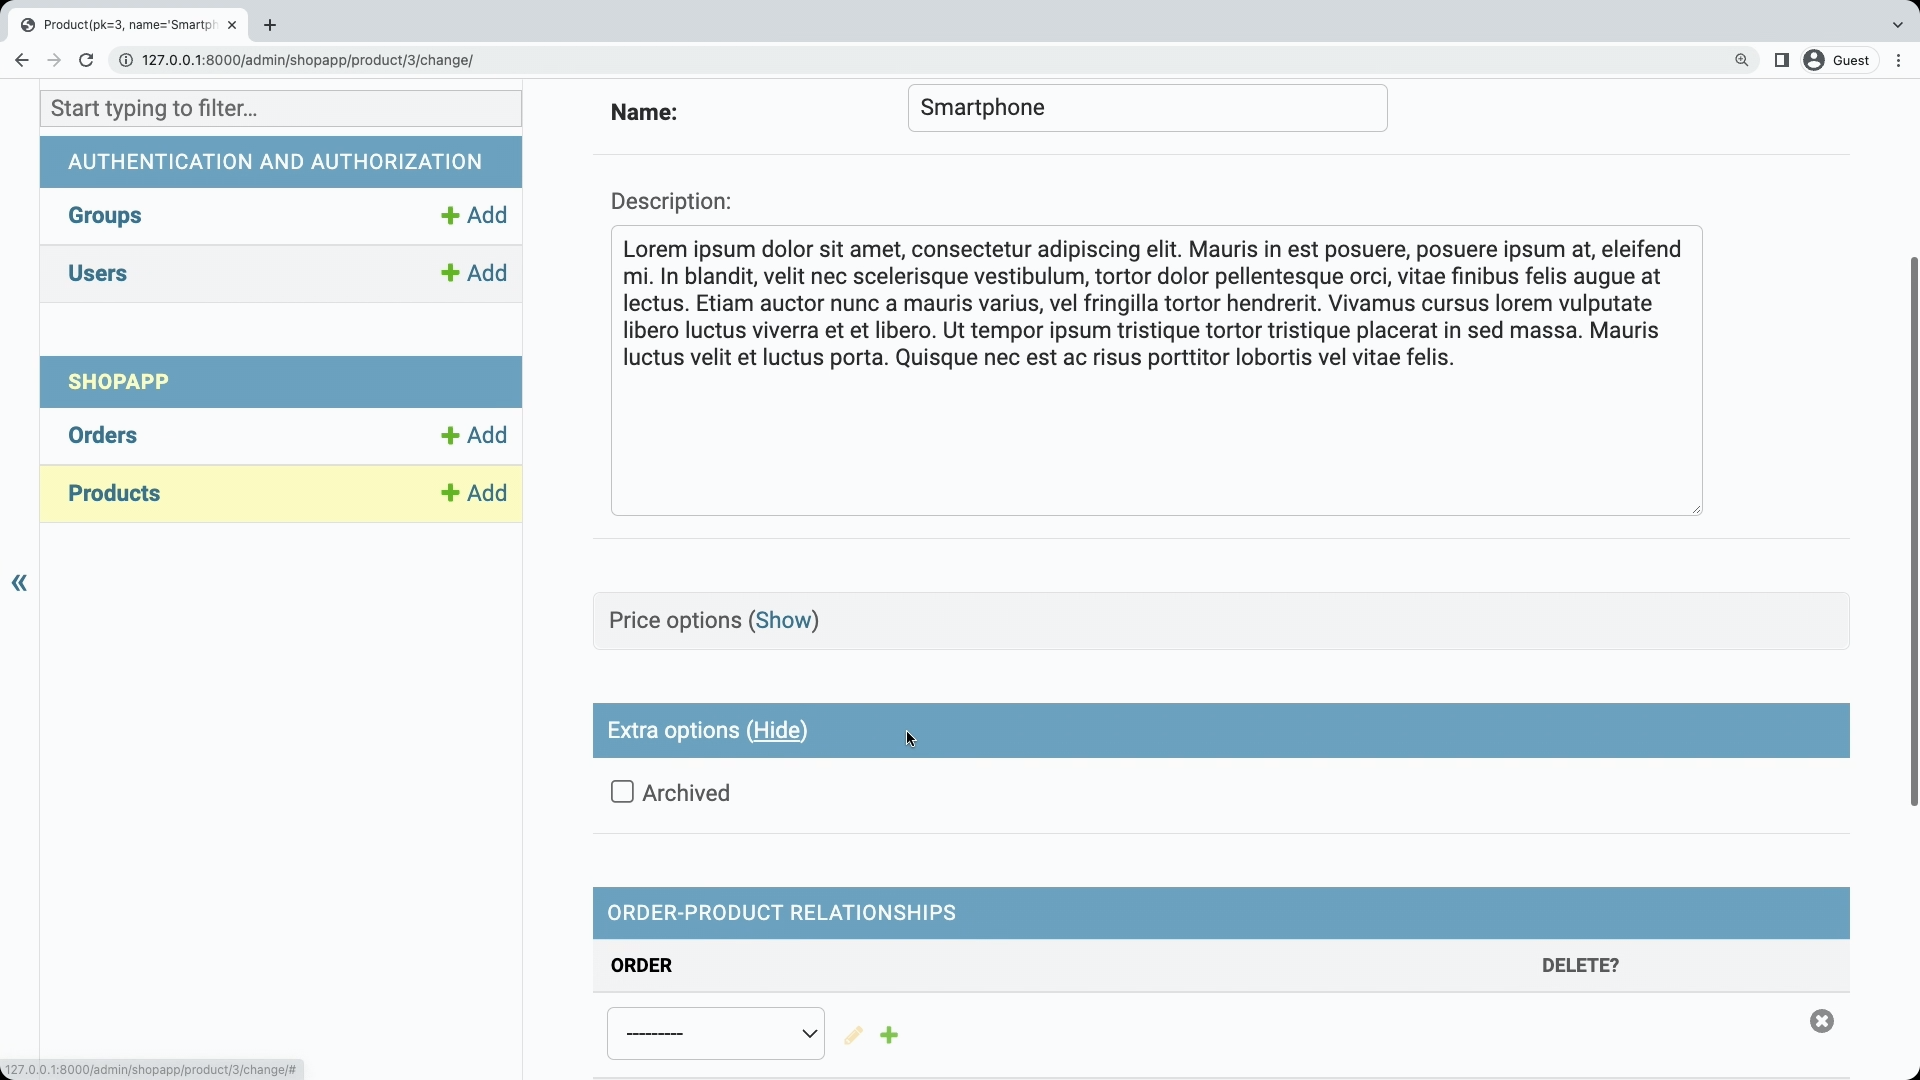 Product(pk=3, name='Smartph
127.0.0.1:8000/admin/shopapp/product/3/change/
Guest
Start typing to filter...
AUTHENTICATION AND AUTHORIZATION
Groups
Add
Users
Add
SHOPAPP
Orders
Add
Products
Add
«
Name:
Smartphone
Description:
Lorem ipsum dolor sit amet, consectetur adipiscing elit. Mauris in est posuere, posuere ipsum at, eleifend
mi. In blandit, velit nec scelerisque vestibulum, tortor dolor pellentesque orci, vitae finibus felis augue at
lectus. Etiam auctor nunc a mauris varius, vel fringilla tortor hendrerit. Vivamus cursus lorem vulputate
libero luctus viverra et et libero. Ut tempor ipsum tristique tortor tristique placerat in sed massa. Mauris
luctus velit et luctus porta. Quisque nec est ac risus porttitor lobortis vel vitae felis.
Price options (Show)
Extra options (Hide)
Archived
ORDER-PRODUCT RELATIONSHIPS
ORDER
DELETE?
---------
127.0.0.1:8000/admin/shopapp/product/3/change/#